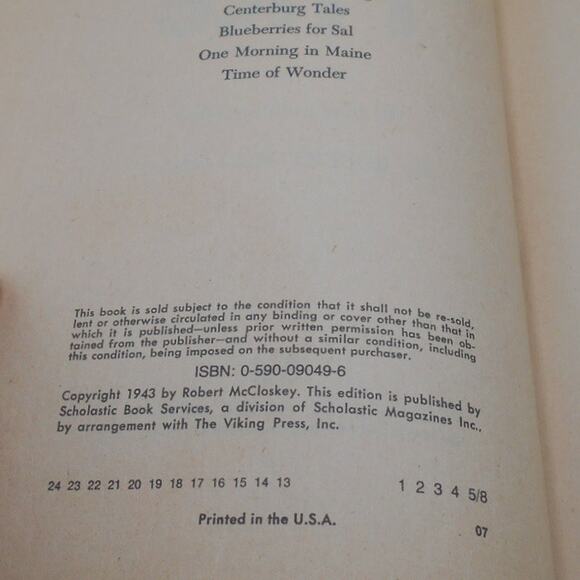 Centerburg Tales
Blueberries for Sal
One Morning in Maine
Time of Wonder
This book is sold subject to the condition that it shall not be re-sold,
lent or otherwise circulated in any binding or cover other than that in
which it is published—unless prior written permission has been ob-
tained from the publisher—and without a similar condition, including
this condition, being imposed on the subsequent purchaser.
ISBN: 0-590-09049-6
Copyright 1943 by Robert McCloskey. This edition is published by
Scholastic Book Services, a division of Scholastic Magazines Inc.,
by arrangement with The Viking Press, Inc.
24 23 22 21 20 19 18 17 16 15 14 13 1 2 3 4 5/8
Printed in the U.S.A.
07